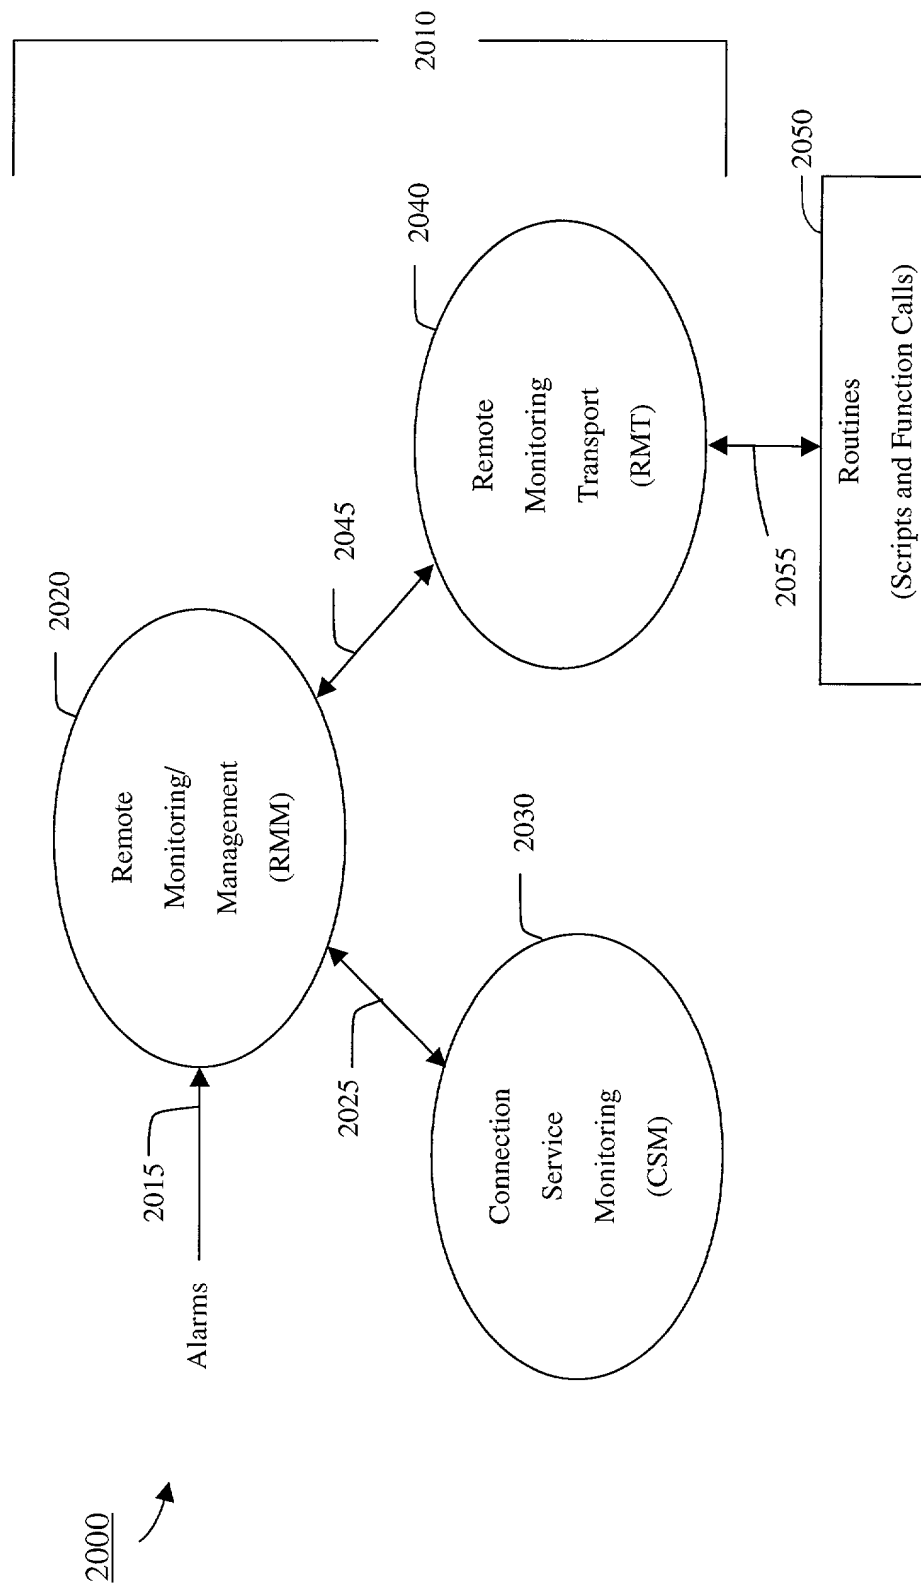 2000
Alarms
2015
Remote
Monitoring/
Management
(RMM)
2020
2010
2025
2045
Connection
Service
Monitoring
(CSM)
2030
Remote
Monitoring
Transport
(RMT)
2040
2055
Routines
(Scripts and Function Calls)
2050